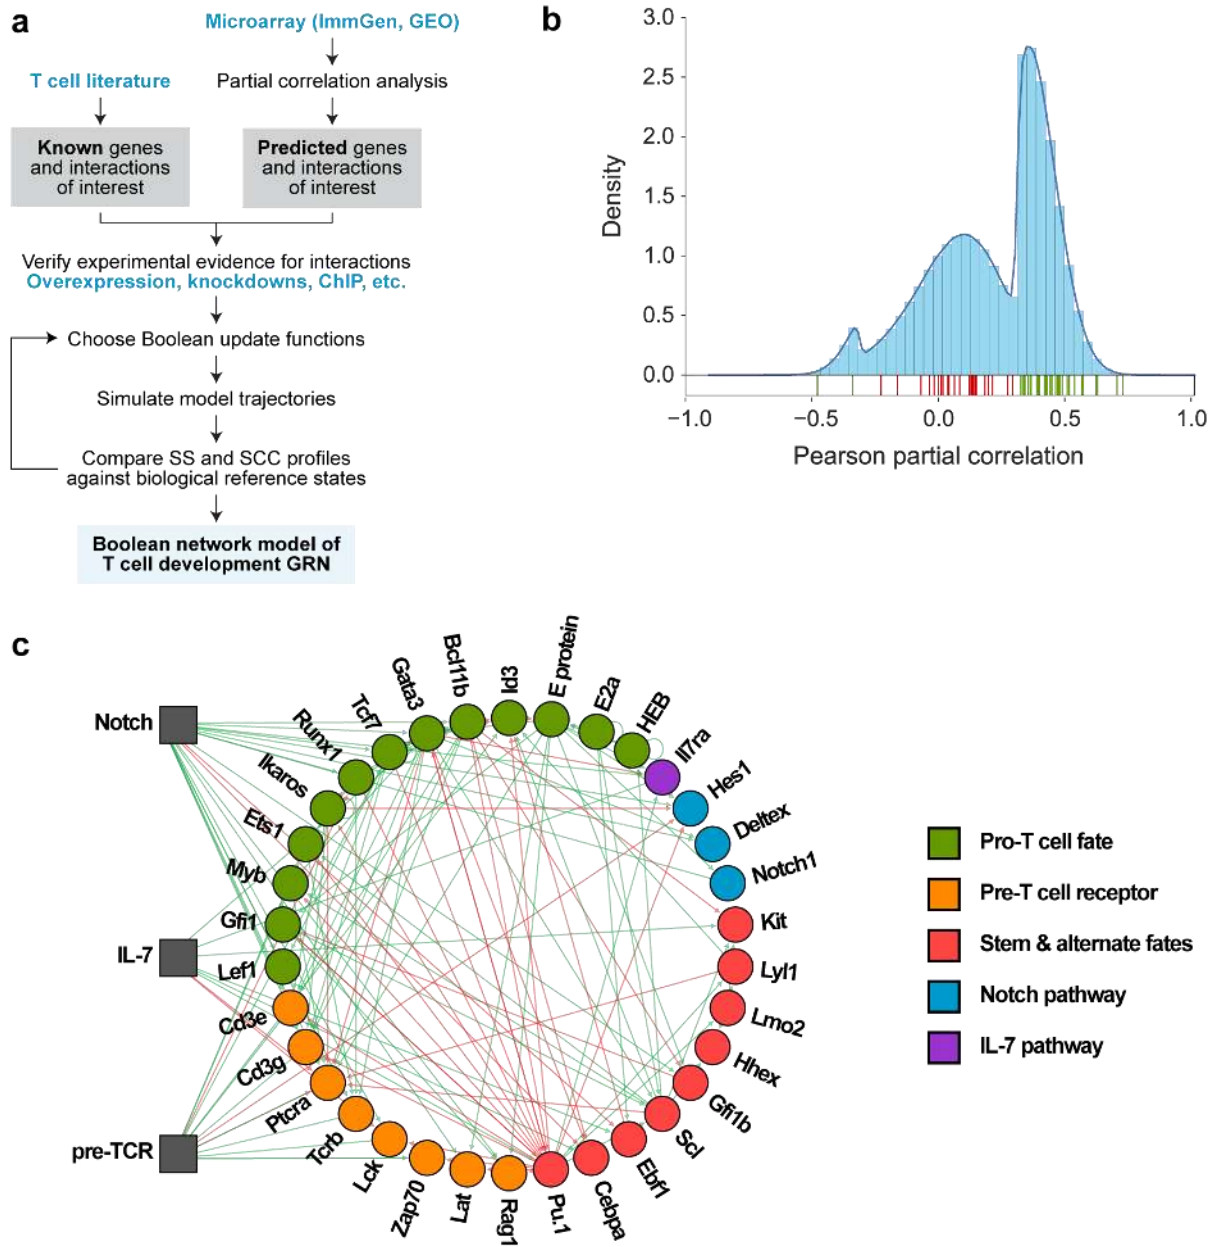 a
Microarray (ImmGen, GEO)
T cell literature
Partial correlation analysis
Known genes
and interactions
of interest
Predicted genes
and interactions
of interest
Verify experimental evidence for interactions
Overexpression, knockdowns, ChIP, etc.
Choose Boolean update functions
Simulate model trajectories
Compare SS and SCC profiles
against biological reference states
Boolean network model of
T cell development GRN
b
3.0
2.5
2.0
1.5
1.0
0.5
0.0
Density
−1.0
−0.5
0.0
0.5
1.0
Pearson partial correlation
c
Notch
IL-7
pre-TCR
Gata3
Bcl11b
Id3
E protein
E2a
HEB
Il7ra
Hes1
Deltex
Notch1
Kit
Lyl1
Lmo2
Hhex
Gfi1b
Scl
Ebf1
Cebpa
Pu.1
Rag1
Lat
Zap70
Lck
Tcrb
Ptcra
Cd3g
Cd3e
Lef1
Gfi1
Myb
Ets1
Ikaros
Runx1
Tcf7
Pro-T cell fate
Pre-T cell receptor
Stem & alternate fates
Notch pathway
IL-7 pathway